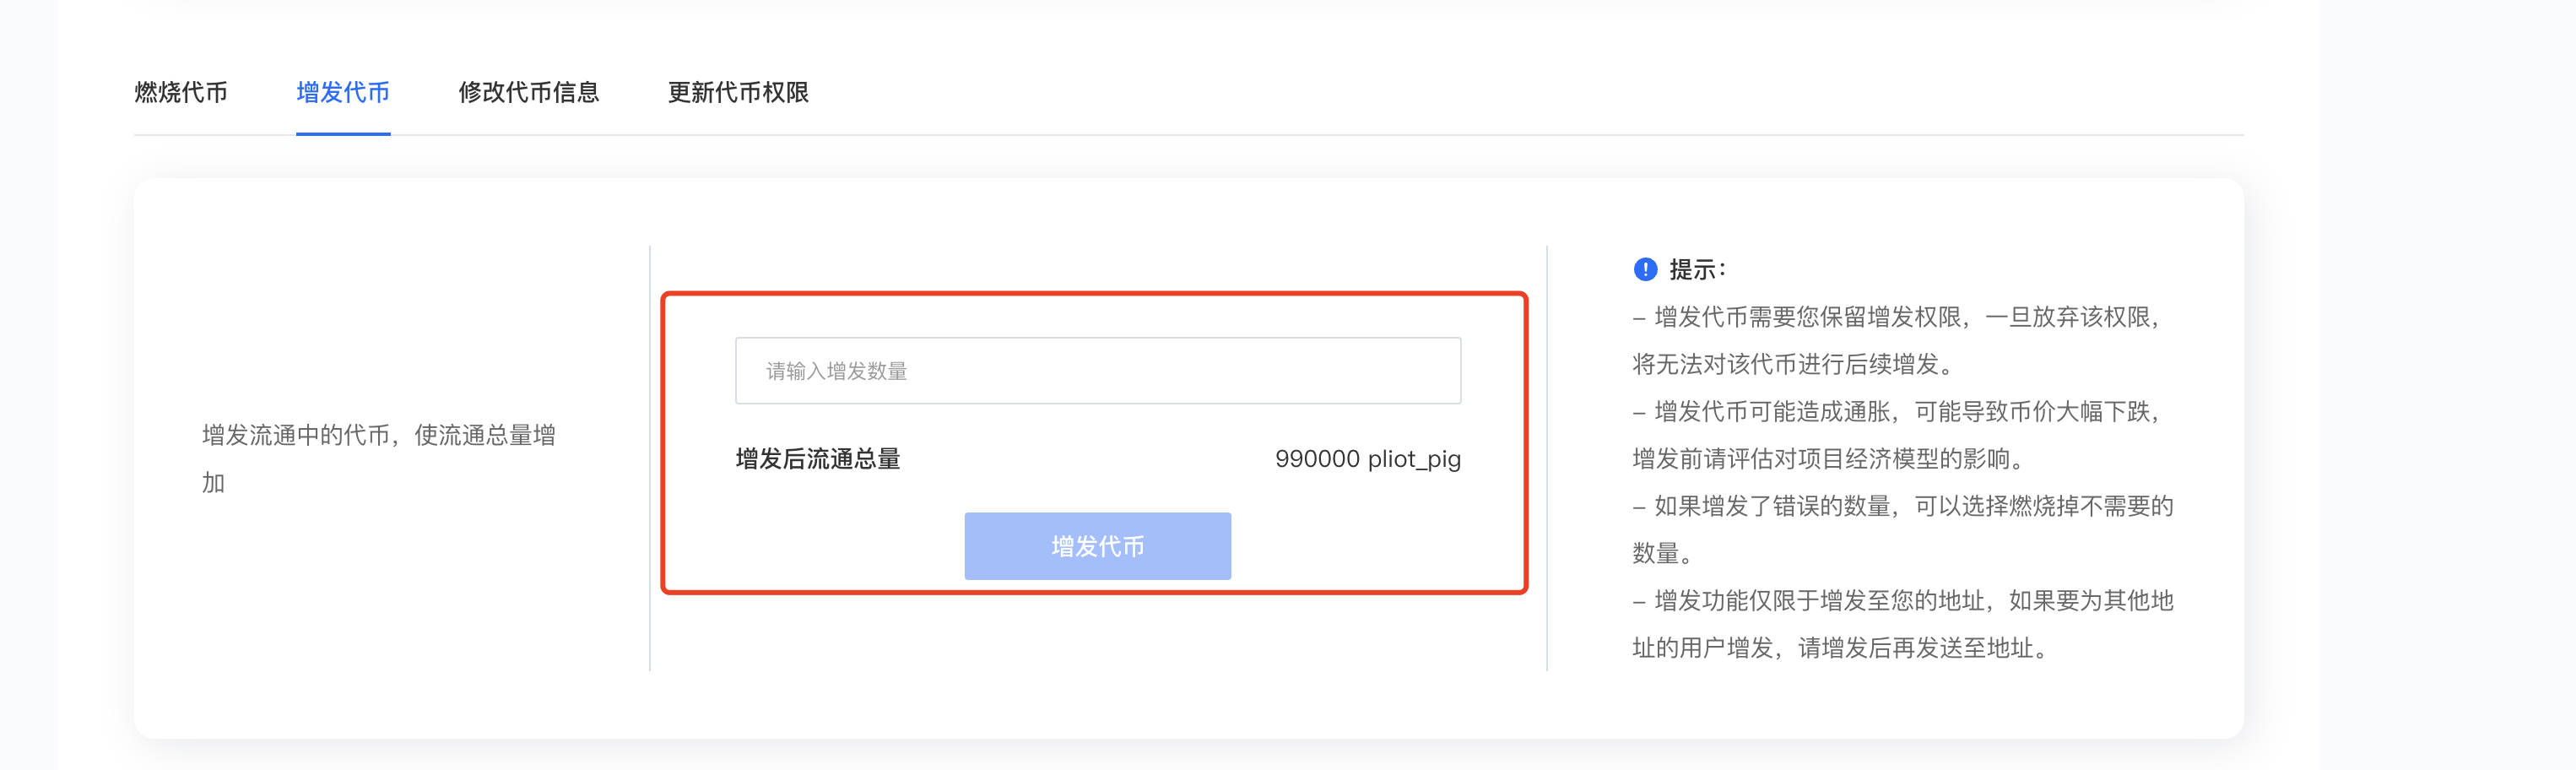 燃烧代币 增发代币 修改代币信息 更新代币权限
增发流通中的代币，使流通总量增
加
请输入增发数量
增发后流通总量 990000 pliot_pig
增发代币
提示：
– 增发代币需要您保留增发权限，一旦放弃该权限，
将无法对该代币进行后续增发。
– 增发代币可能造成通胀，可能导致币价大幅下跌，
增发前请评估对项目经济模型的影响。
– 如果增发了错误的数量，可以选择燃烧掉不需要的
数量。
– 增发功能仅限于增发至您的地址，如果要为其他地
址的用户增发，请增发后再发送至地址。